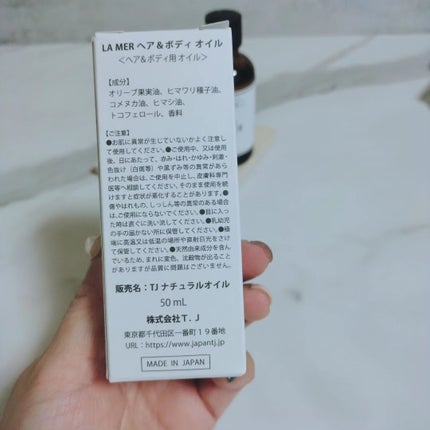 LA MER ヘア＆ボディ オイル
＜ヘア＆ボディ用オイル＞
【成分】
オリーブ果実油、ヒマワリ種子油、
コメヌカ油、ヒマシ油、
トコフェロール、香料
【ご注意】
●お肌に異常が生じていないかよく注意し
て使用してください。●ご使用中、又は使用
後、日にあたって、赤み・はれ・かゆみ・刺激・
色抜け（白斑等）や黒ずみ等の異常があら
われた場合は、ご使用を中止し、皮膚科専門
医等へ相談してください。そのまま使用を続
けますと症状が悪化することがあります。●
傷やはれもの、しっしん等の異常のある場合
は、ご使用にならないでください。●目に入っ
た時は直ぐに洗い流してください。●乳幼児
の手の届かない所に保管してください。●極
端に高温又は低温の場所や直射日光をさけ
て保管してください。●天然由来成分を含ん
でいるため、まれに変色、沈殿物が出ること
がありますが品質に問題はございません。
販売名：TJ ナチュラルオイル
50 mL
株式会社Ｔ．Ｊ
東京都千代田区一番町１９番地
URL：https://www.japantj.jp
MADE IN JAPAN